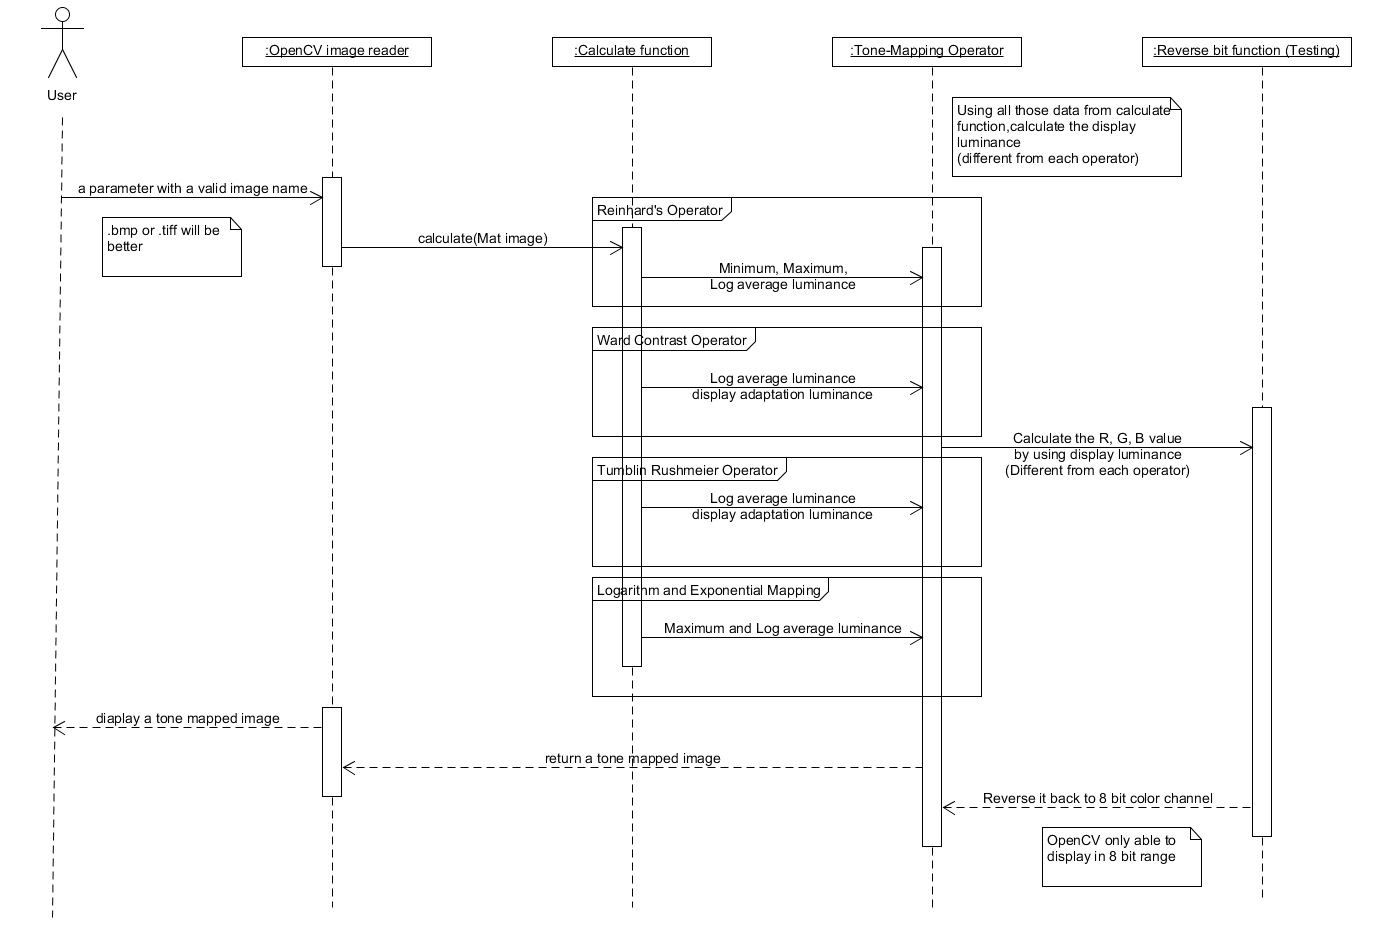 User
:OpenCV image reader
:Calculate function
:Tone-Mapping Operator
:Reverse bit function (Testing)
Using all those data from calculate
function,calculate the display
luminance
(different from each operator)
a parameter with a valid image name
.bmp or .tiff will be
better
Reinhard's Operator
calculate(Mat image)
Minimum, Maximum,
Log average luminance
Ward Contrast Operator
Log average luminance
display adaptation luminance
Calculate the R, G, B value
by using display luminance
(Different from each operator)
Tumblin Rushmeier Operator
Log average luminance
display adaptation luminance
Logarithm and Exponential Mapping
Maximum and Log average luminance
diaplay a tone mapped image
return a tone mapped image
Reverse it back to 8 bit color channel
OpenCV only able to
display in 8 bit range